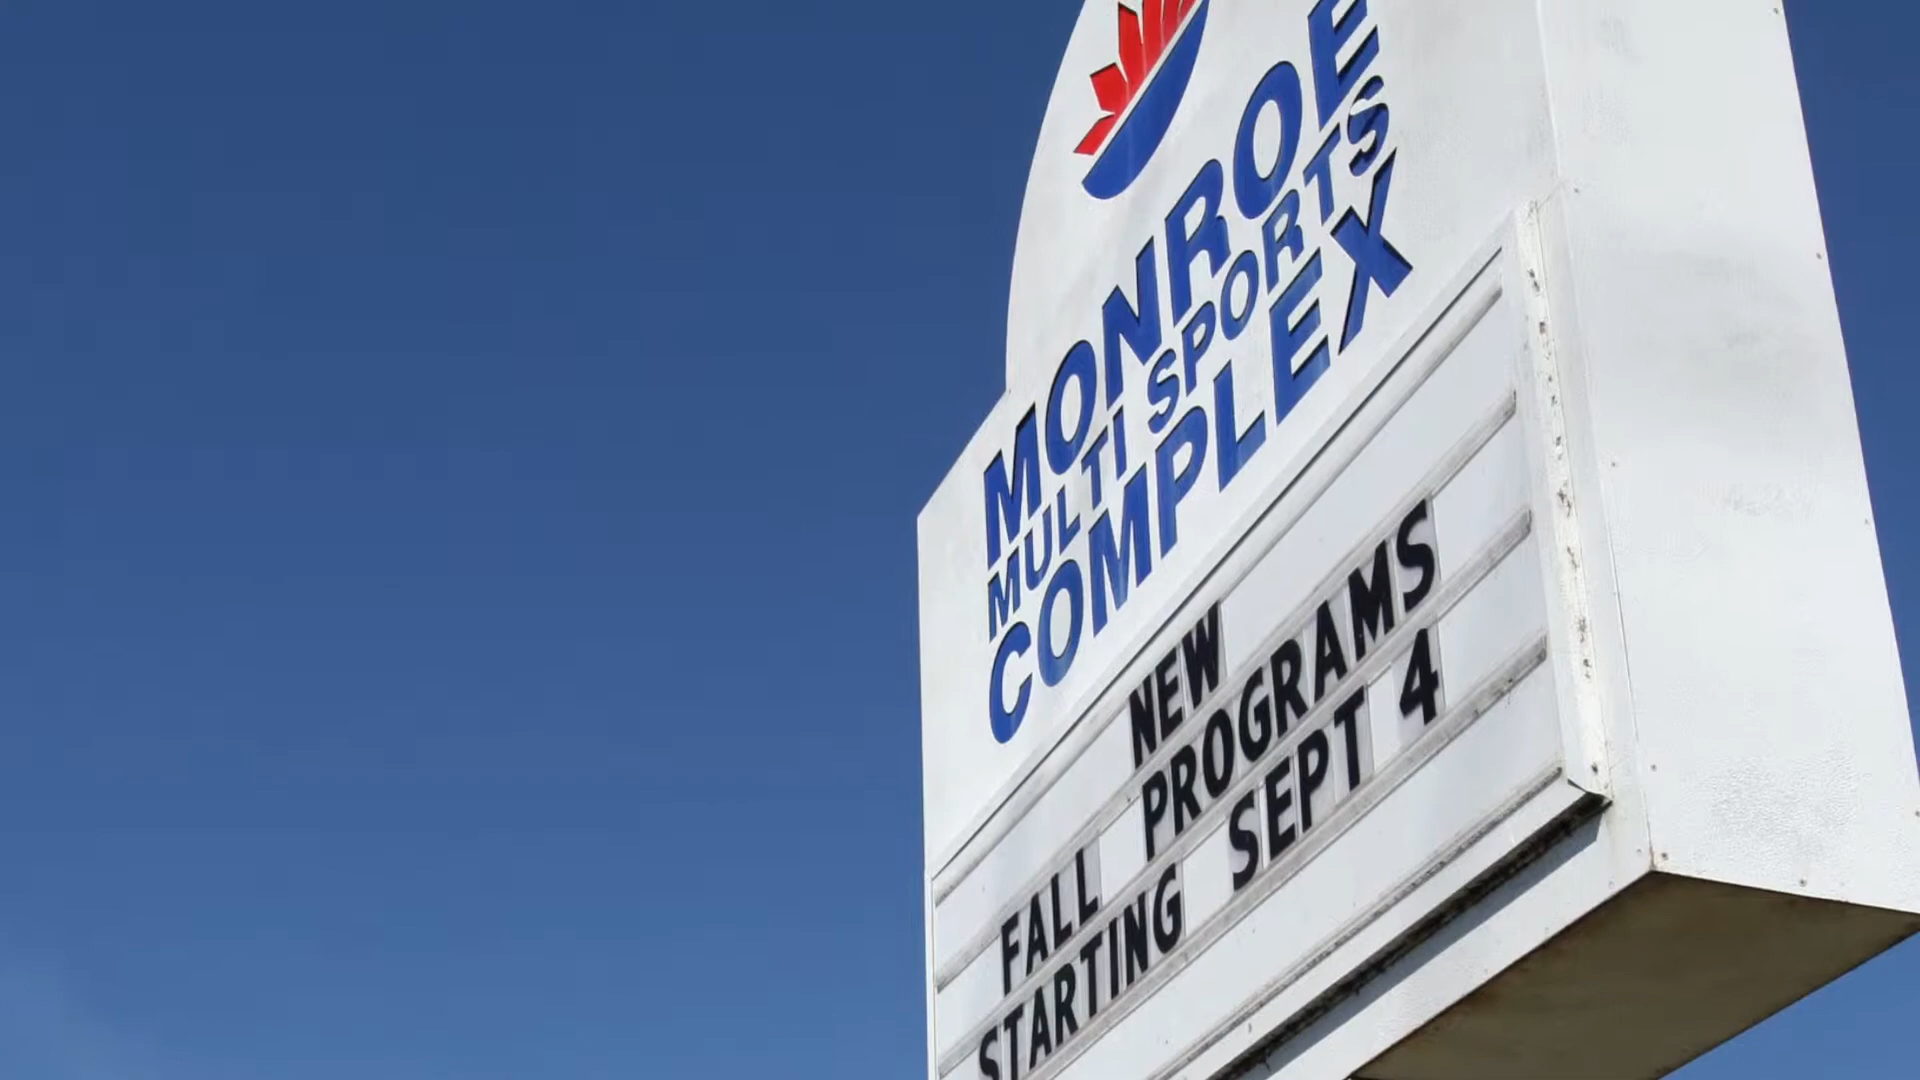 MONROE
MULTI SPORTS
COMPLEX
NEW
FALL PROGRAMS
STARTING SEPT 4